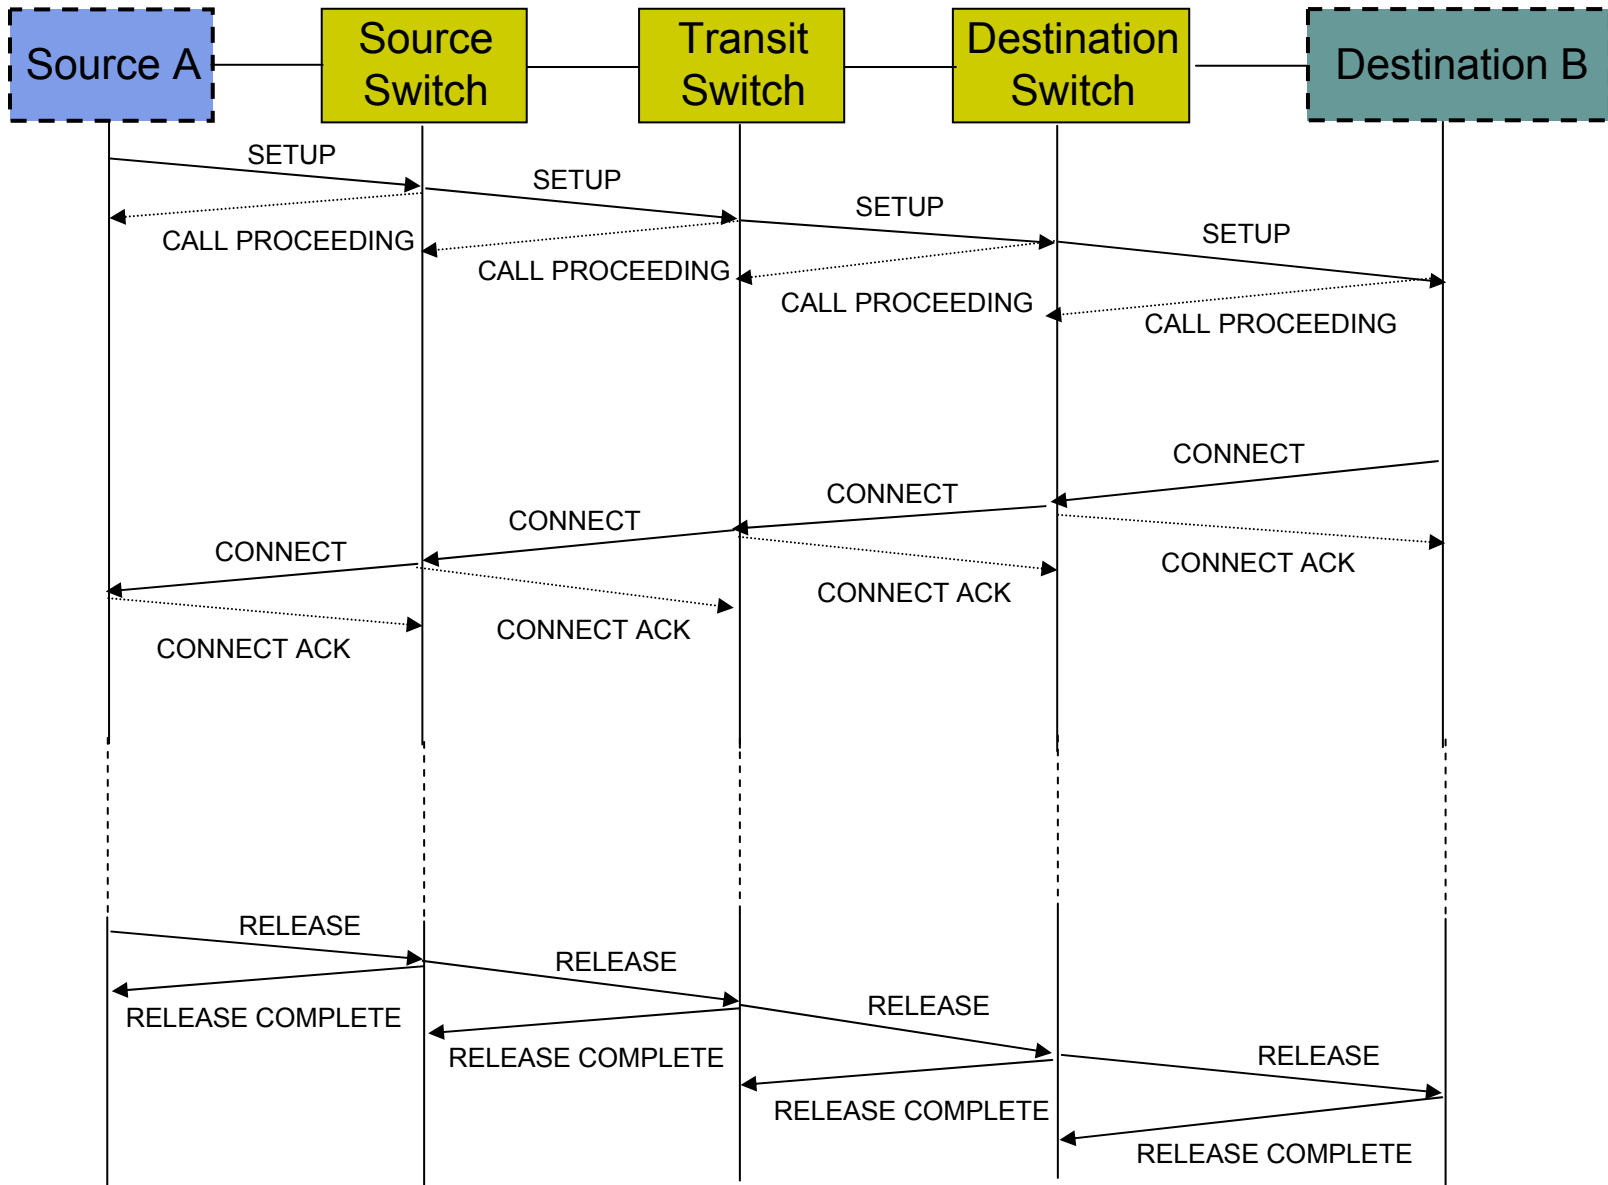 Source A
Source
Switch
Transit
Switch
Destination
Switch
Destination B
SETUP
SETUP
SETUP
SETUP
CALL PROCEEDING
CALL PROCEEDING
CALL PROCEEDING
CALL PROCEEDING
CONNECT
CONNECT
CONNECT
CONNECT
CONNECT ACK
CONNECT ACK
CONNECT ACK
CONNECT ACK
RELEASE
RELEASE
RELEASE
RELEASE
RELEASE COMPLETE
RELEASE COMPLETE
RELEASE COMPLETE
RELEASE COMPLETE